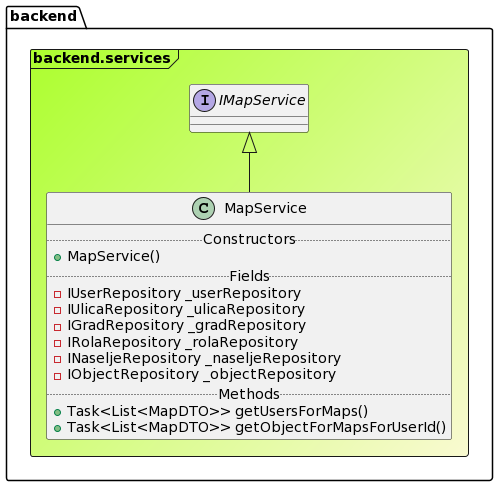 backend
backend.services
I IMapService
C MapService
Constructors
MapService()
Fields
IUserRepository _userRepository
IUlicaRepository _ulicaRepository
IGradRepository _gradRepository
IRolaRepository _rolaRepository
INaseljeRepository _naseljeRepository
IObjectRepository _objectRepository
Methods
Task<List<MapDTO>> getUsersForMaps()
Task<List<MapDTO>> getObjectForMapsForUserId()